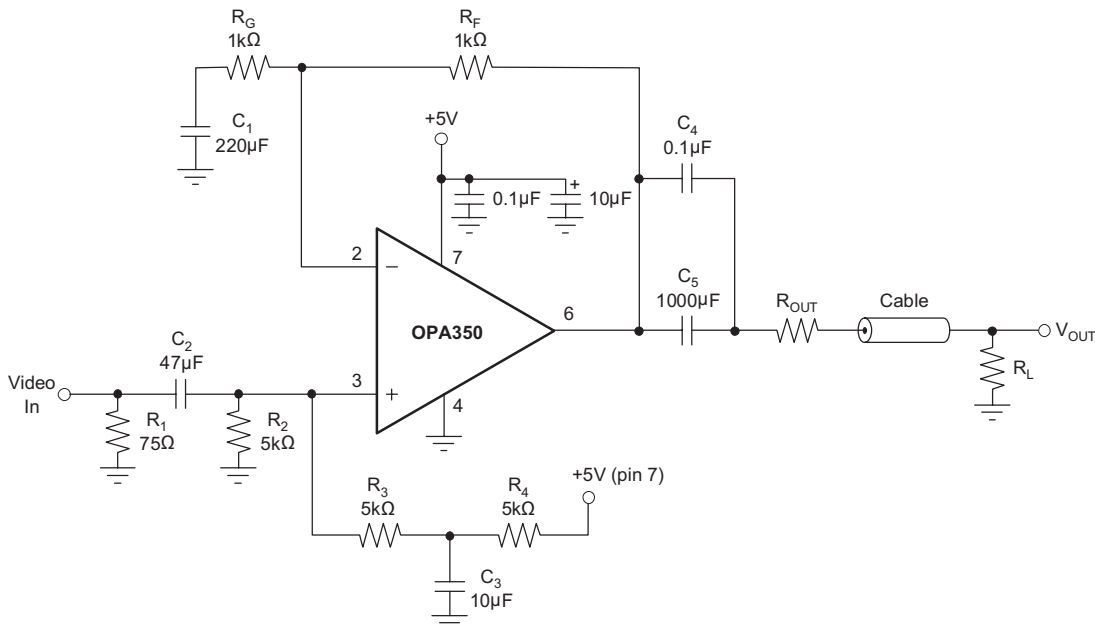 R_G
1kΩ
R_F
1kΩ
C_1
220μF
+5V
C_4
0.1μF
0.1μF
+
10μF
2
−
7
C_5
1000μF
R_OUT
Cable
OPA350
6
V_OUT
R_L
C_2
47μF
Video
In
3
+
4
R_1
75Ω
R_2
5kΩ
+5V (pin 7)
R_3
5kΩ
R_4
5kΩ
C_3
10μF